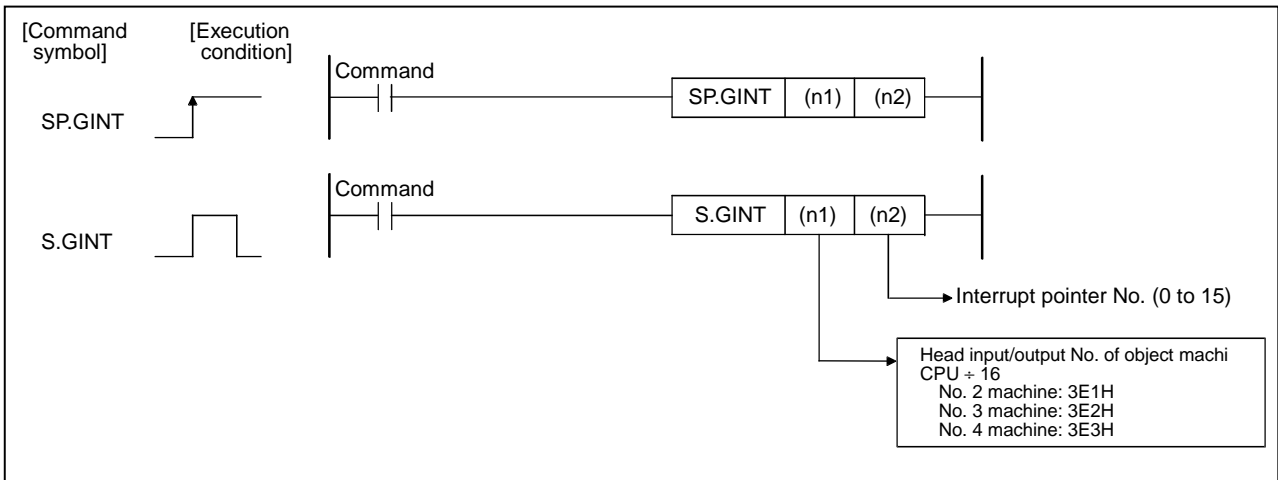 [Command symbol]
[Execution condition]
SP.GINT
Command
SP.GINT (n1) (n2)
S.GINT
Command
S.GINT (n1) (n2)
Interrupt pointer No. (0 to 15)
Head input/output No. of object machi
CPU ÷ 16
No. 2 machine: 3E1H
No. 3 machine: 3E2H
No. 4 machine: 3E3H